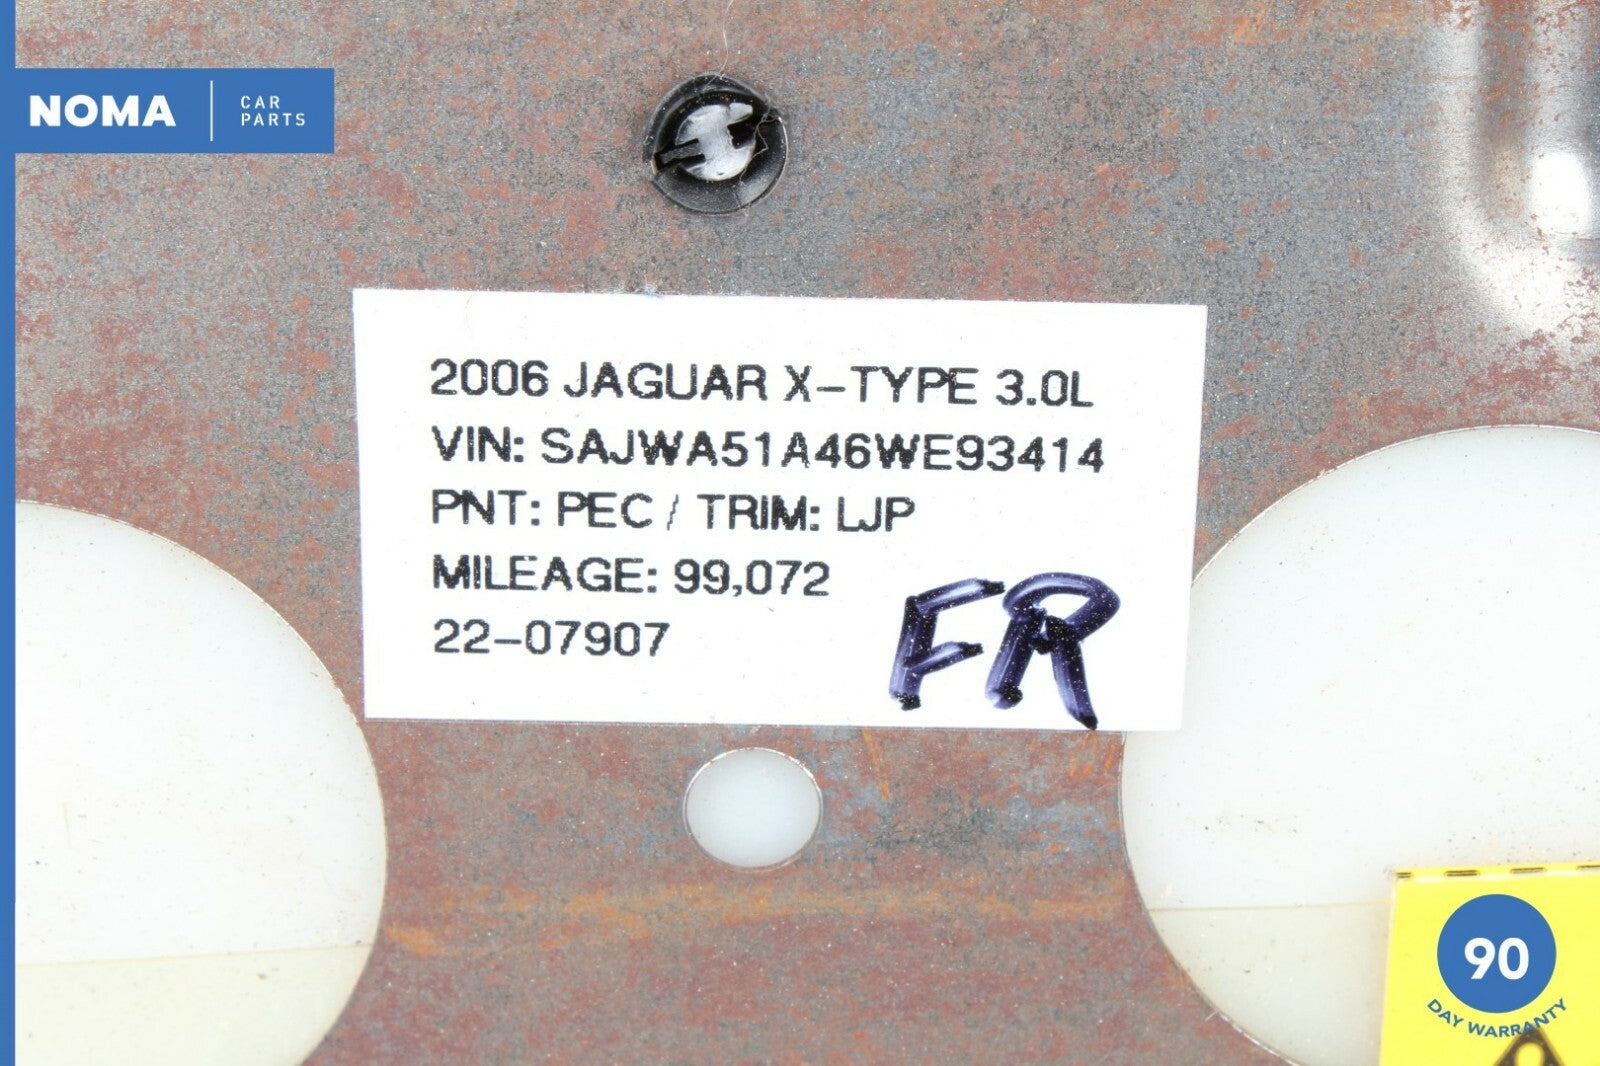 NOMA
CAR
PARTS
2006 JAGUAR X-TYPE 3.0L
VIN: SAJWA51A46WE93414
PNT: PEC / TRIM: LJP
MILEAGE: 99,072
22-07907
FR
90
DAY WARRANTY